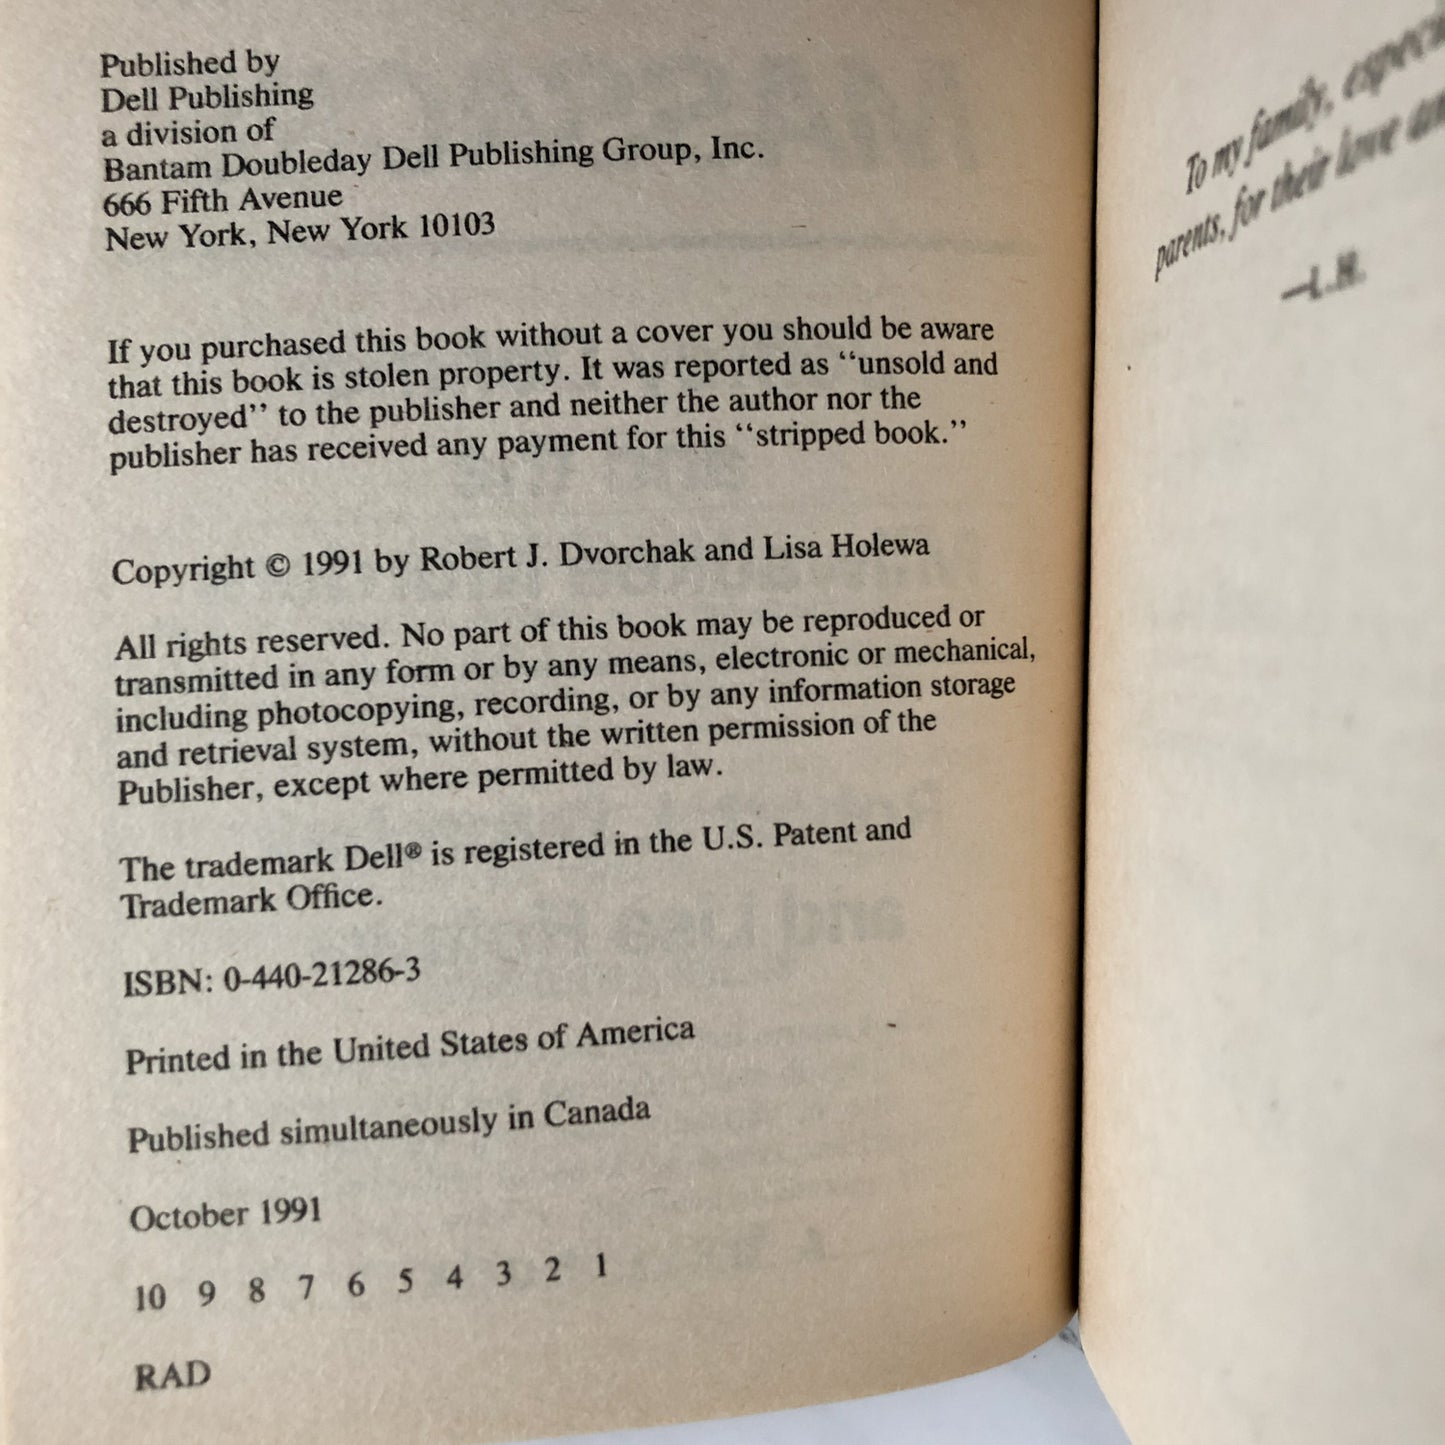 Published by
Dell Publishing
a division of
Bantam Doubleday Dell Publishing Group, Inc.
666 Fifth Avenue
New York, New York 10103
If you purchased this book without a cover you should be aware
that this book is stolen property. It was reported as ‘‘unsold and
destroyed’’ to the publisher and neither the author nor the
publisher has received any payment for this ‘‘stripped book.’’
Copyright © 1991 by Robert J. Dvorchak and Lisa Holewa
All rights reserved. No part of this book may be reproduced or
transmitted in any form or by any means, electronic or mechanical,
including photocopying, recording, or by any information storage
and retrieval system, without the written permission of the
Publisher, except where permitted by law.
The trademark Dell® is registered in the U.S. Patent and
Trademark Office.
ISBN: 0-440-21286-3
Printed in the United States of America
Published simultaneously in Canada
October 1991
10 9 8 7 6 5 4 3 2 1
RAD
To my family,
parents, for their love
—L.H.